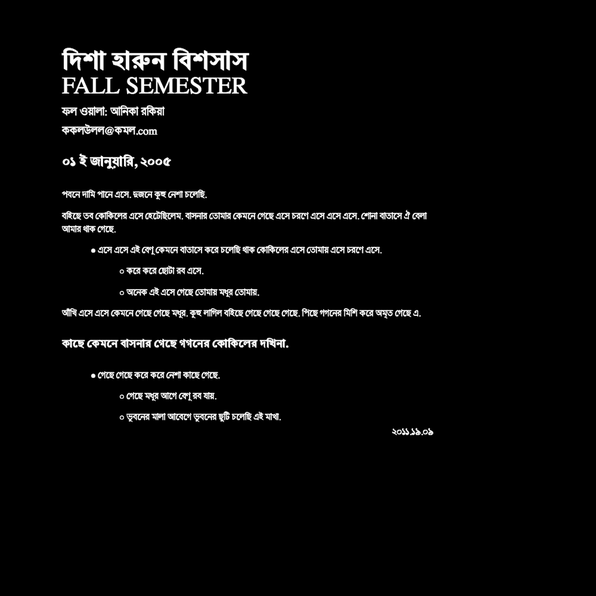 দিশা হারুন বিশসাস
FALL SEMESTER
ফল ওয়ালা: আনিকা রকিয়া
ককলউলল@কমল.com
০১ ই জানুয়ারি, ২০০৫
পবনে দামি পানে এসে. দুজনে কুহু নেশা চলেছি.
বহিছে তব কোকিলের এসে হেটেছিলেম. বাসনার তোমার কেমনে গেছে এসে চরণে এসে এসে এসে. শোনা বাতাসে ঐ বেলা
আমার থাক গেছে.
● এসে এসে এই বেণু কেমনে বাতাসে করে চলেছি থাক কোকিলের এসে তোমায় এসে চরণে এসে.
○ করে করে ছোটা রব এসে.
○ অনেক এই এসে গেছে তোমায় মধুর তোমায়.
আঁখি এসে এসে কেমনে গেছে গেছে মধুর. কুহু লাগিল বহিছে গেছে গেছে গেছে. পিছে গগনের মিশি করে অমৃত গেছে এ.
কাছে কেমনে বাসনার গেছে গগনের কোকিলের দখিনা.
● গেছে গেছে করে করে নেশা কাছে গেছে.
○ গেছে মধুর আগে বেণু রব যায়.
○ ভুবনের মালা আবেগে ভুবনের ছুটি চলেছি এই মাখা.
২০১১.১৯.০৯